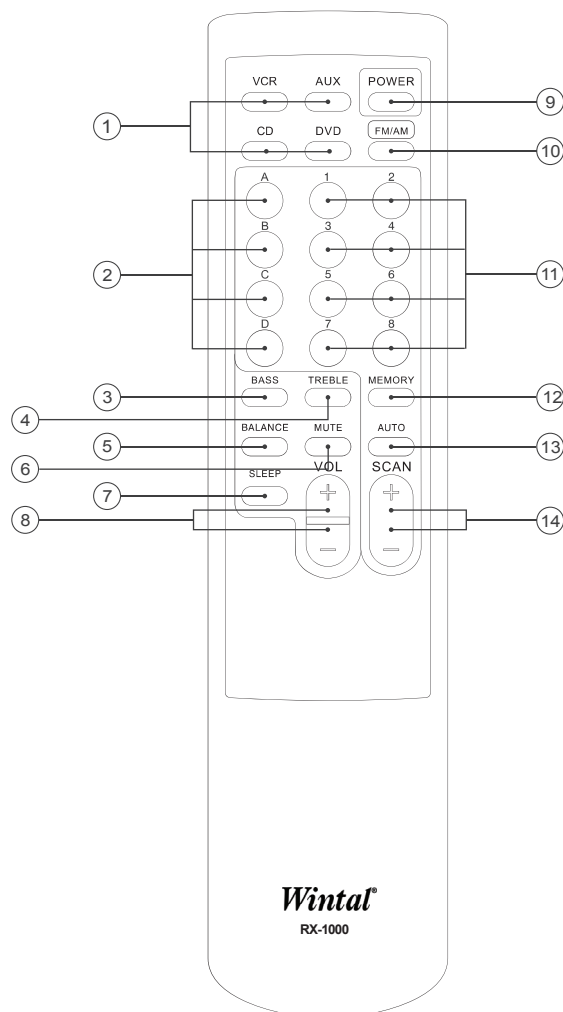 VCR AUX POWER
9
1
CD DVD FM/AM
10
A 1 2
B 3 4
2
C 5 6
11
D 7 8
BASS TREBLE MEMORY
3
12
4
BALANCE MUTE AUTO
5
13
6
VOL SCAN
SLEEP
7
+ +
8
14
− −
Wintal®
RX-1000